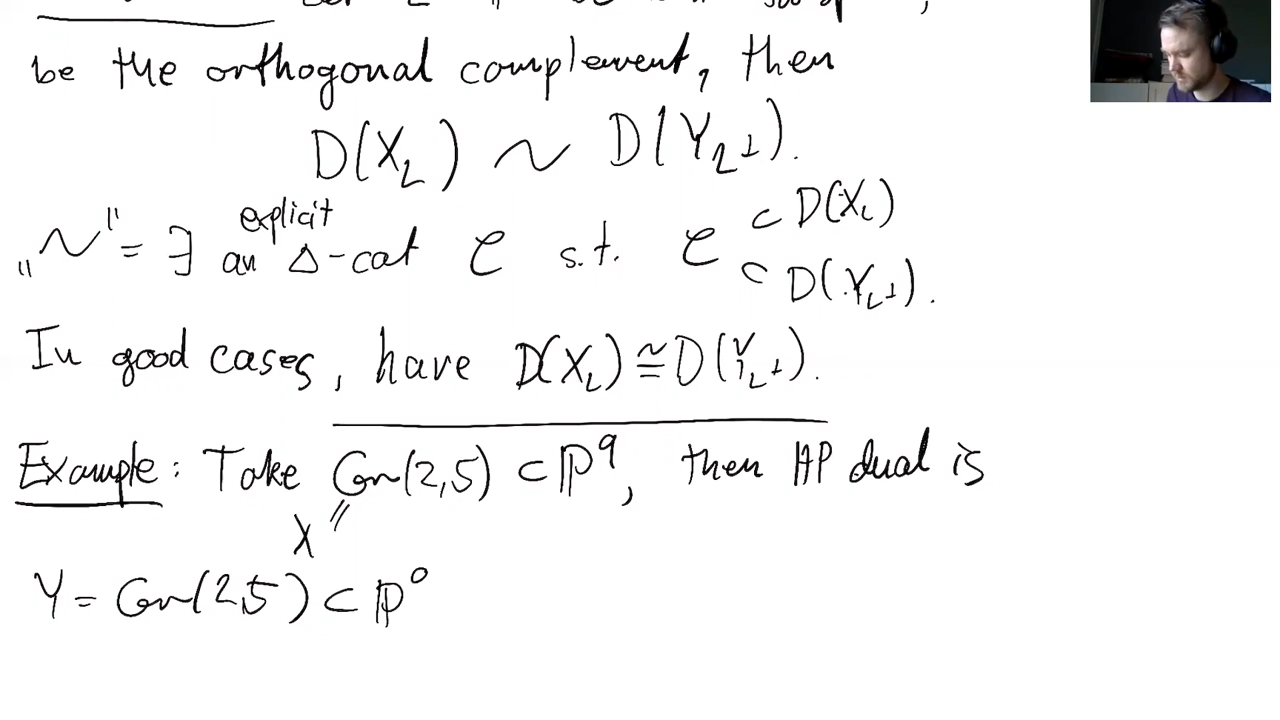 be the orthogonal complement, then
D(X_L) ~ D(Y_L⊥).
"~" = ∃ an explicit Δ-cat C s.t. C ⊂ D(X_L) ⊂ D(Y_L⊥).
In good cases, have D(X_L) ≅ D(Y_L⊥).
Example: Take Gr(2,5) ⊂ ℙ⁹, then HP dual is
X =
Y = Gr(2,5) ⊂ ℙ